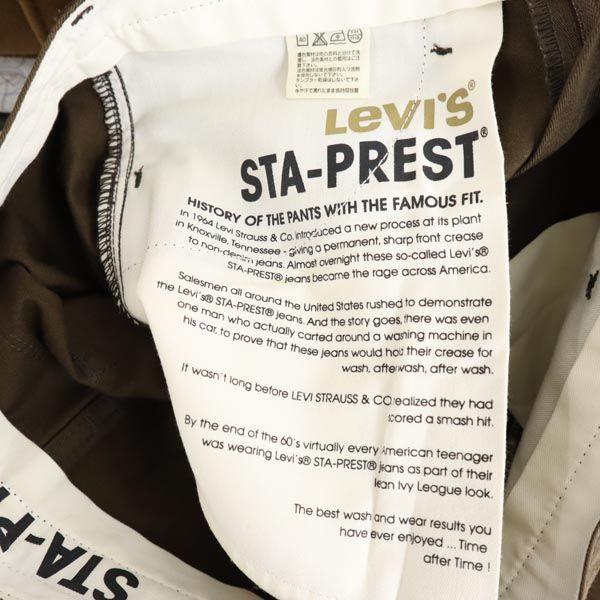 Levi's
STA-PREST®
HISTORY OF THE PANTS WITH THE FAMOUS FIT.
In 1964 Levi Strauss & Co. introduced a new process at its plant
in Knoxville, Tennessee - giving a permanent, sharp front crease
to non-denim jeans. Almost overnight these so-called Levi's®
STA-PREST® jeans became the rage across America.
Salesmen all around the United States rushed to demonstrate
the Levi's® STA-PREST® jeans. And the story goes, there was even
one man who actually carted around a washing machine in
his car, to prove that these jeans would hold their crease for
wash, after wash, after wash.
It wasn't long before LEVI STRAUSS & CO realized they had
scored a smash hit.
By the end of the 60's virtually every American teenager
was wearing Levi's® STA-PREST® jeans as part of their
lean Ivy League look.
The best wash and wear results you
have ever enjoyed ... Time
after Time!
STA-PR